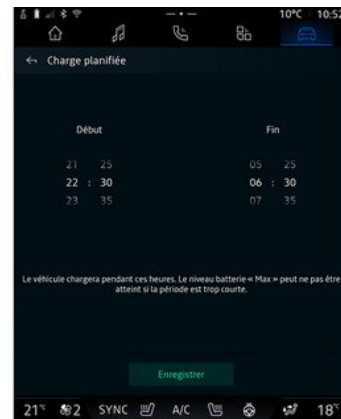 10°C 10:52
Charge planifiée
Début Fin
21 25 05 25
22 : 30 06 : 30
23 35 07 35
Le véhicule chargera pendant ces heures. Le niveau batterie « Max » peut ne pas être
atteint si la période est trop courte.
Enregistrer
21°c 2 SYNC A/C 18°c